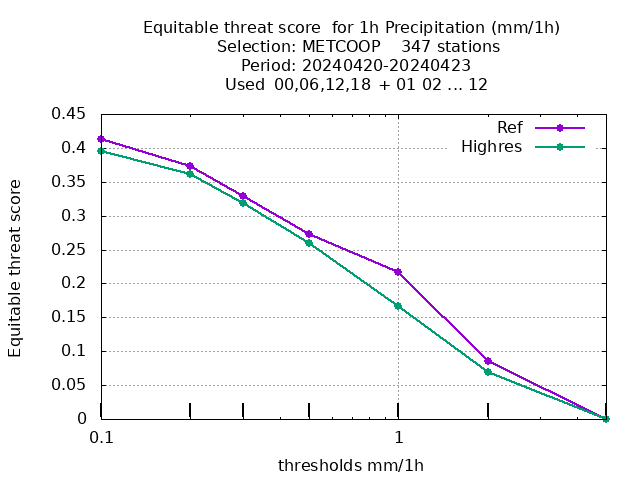 Equitable threat score  for 1h Precipitation (mm/1h)
Selection: METCOOP    347 stations
Period: 20240420-20240423
Used  00,06,12,18 + 01 02 ... 12
Ref
Highres
0.45
0.4
0.35
0.3
0.25
0.2
0.15
0.1
0.05
0
Equitable threat score
0.1
1
thresholds mm/1h